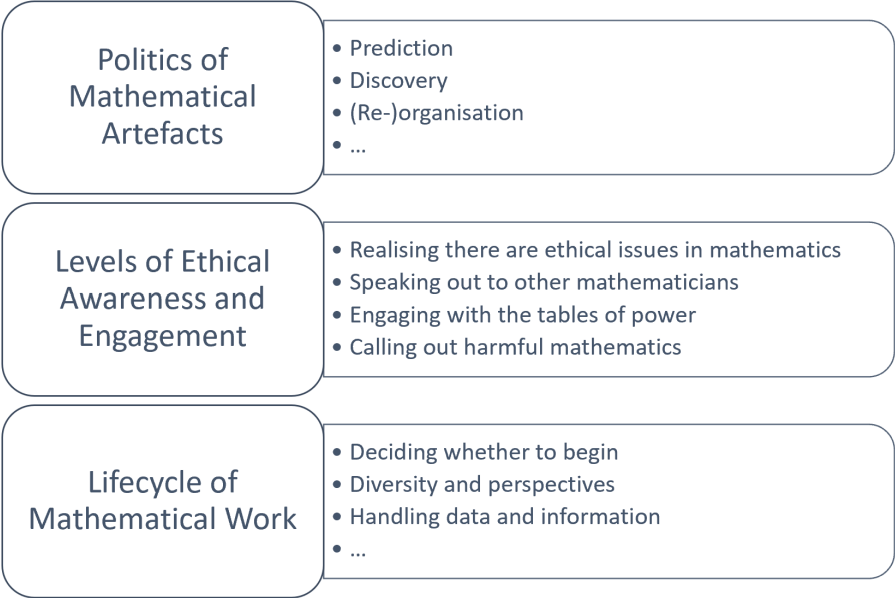 Politics of
Mathematical
Artefacts
• Prediction
• Discovery
• (Re-)organisation
• ...
Levels of Ethical
Awareness and
Engagement
• Realising there are ethical issues in mathematics
• Speaking out to other mathematicians
• Engaging with the tables of power
• Calling out harmful mathematics
Lifecycle of
Mathematical Work
• Deciding whether to begin
• Diversity and perspectives
• Handling data and information
• ...